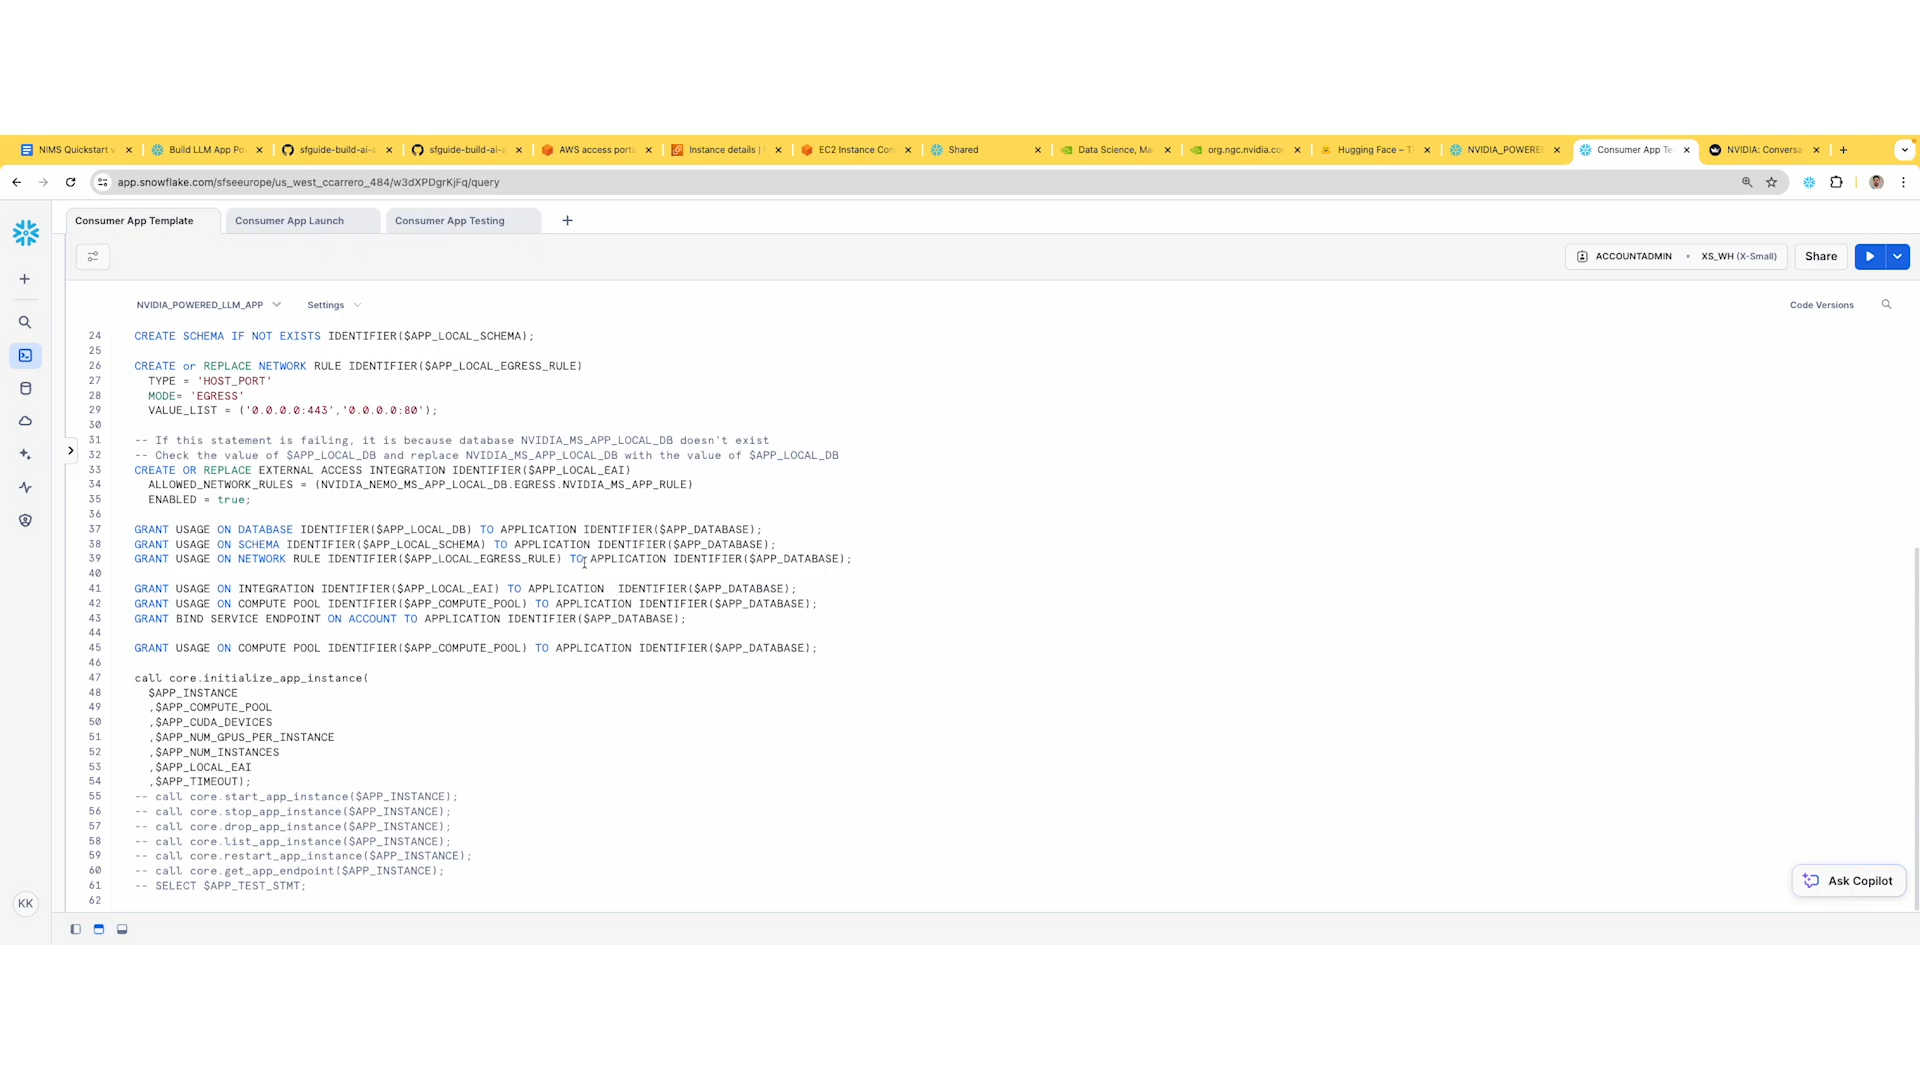 NIMS Quickstart
Build LLM App Po
sfguide-build-ai-a
sfguide-build-ai-a
AWS access porta
Instance details |
EC2 Instance Con
Shared
Data Science, Mac
org.ngc.nvidia.co
Hugging Face – T
NVIDIA_POWERE
Consumer App Te
NVIDIA: Conversa
app.snowflake.com/sfseeurope/us_west_ccarrero_484/w3dXPDgrKjFq/query
Consumer App Template
Consumer App Launch
Consumer App Testing
ACCOUNTADMIN • XS_WH (X-Small)
Share
NVIDIA_POWERED_LLM_APP
Settings
Code Versions
24 CREATE SCHEMA IF NOT EXISTS IDENTIFIER($APP_LOCAL_SCHEMA);
25
26 CREATE or REPLACE NETWORK RULE IDENTIFIER($APP_LOCAL_EGRESS_RULE)
27 TYPE = 'HOST_PORT'
28 MODE= 'EGRESS'
29 VALUE_LIST = ('0.0.0.0:443','0.0.0.0:80');
30
31 -- If this statement is failing, it is because database NVIDIA_MS_APP_LOCAL_DB doesn't exist
32 -- Check the value of $APP_LOCAL_DB and replace NVIDIA_MS_APP_LOCAL_DB with the value of $APP_LOCAL_DB
33 CREATE OR REPLACE EXTERNAL ACCESS INTEGRATION IDENTIFIER($APP_LOCAL_EAI)
34 ALLOWED_NETWORK_RULES = (NVIDIA_NEMO_MS_APP_LOCAL_DB.EGRESS.NVIDIA_MS_APP_RULE)
35 ENABLED = true;
36
37 GRANT USAGE ON DATABASE IDENTIFIER($APP_LOCAL_DB) TO APPLICATION IDENTIFIER($APP_DATABASE);
38 GRANT USAGE ON SCHEMA IDENTIFIER($APP_LOCAL_SCHEMA) TO APPLICATION IDENTIFIER($APP_DATABASE);
39 GRANT USAGE ON NETWORK RULE IDENTIFIER($APP_LOCAL_EGRESS_RULE) TO APPLICATION IDENTIFIER($APP_DATABASE);
40
41 GRANT USAGE ON INTEGRATION IDENTIFIER($APP_LOCAL_EAI) TO APPLICATION  IDENTIFIER($APP_DATABASE);
42 GRANT USAGE ON COMPUTE POOL IDENTIFIER($APP_COMPUTE_POOL) TO APPLICATION IDENTIFIER($APP_DATABASE);
43 GRANT BIND SERVICE ENDPOINT ON ACCOUNT TO APPLICATION IDENTIFIER($APP_DATABASE);
44
45 GRANT USAGE ON COMPUTE POOL IDENTIFIER($APP_COMPUTE_POOL) TO APPLICATION IDENTIFIER($APP_DATABASE);
46
47 call core.initialize_app_instance(
48 $APP_INSTANCE
49 ,$APP_COMPUTE_POOL
50 ,$APP_CUDA_DEVICES
51 ,$APP_NUM_GPUS_PER_INSTANCE
52 ,$APP_NUM_INSTANCES
53 ,$APP_LOCAL_EAI
54 ,$APP_TIMEOUT);
55 -- call core.start_app_instance($APP_INSTANCE);
56 -- call core.stop_app_instance($APP_INSTANCE);
57 -- call core.drop_app_instance($APP_INSTANCE);
58 -- call core.list_app_instance($APP_INSTANCE);
59 -- call core.restart_app_instance($APP_INSTANCE);
60 -- call core.get_app_endpoint($APP_INSTANCE);
61 -- SELECT $APP_TEST_STMT;
62
Ask Copilot
KK